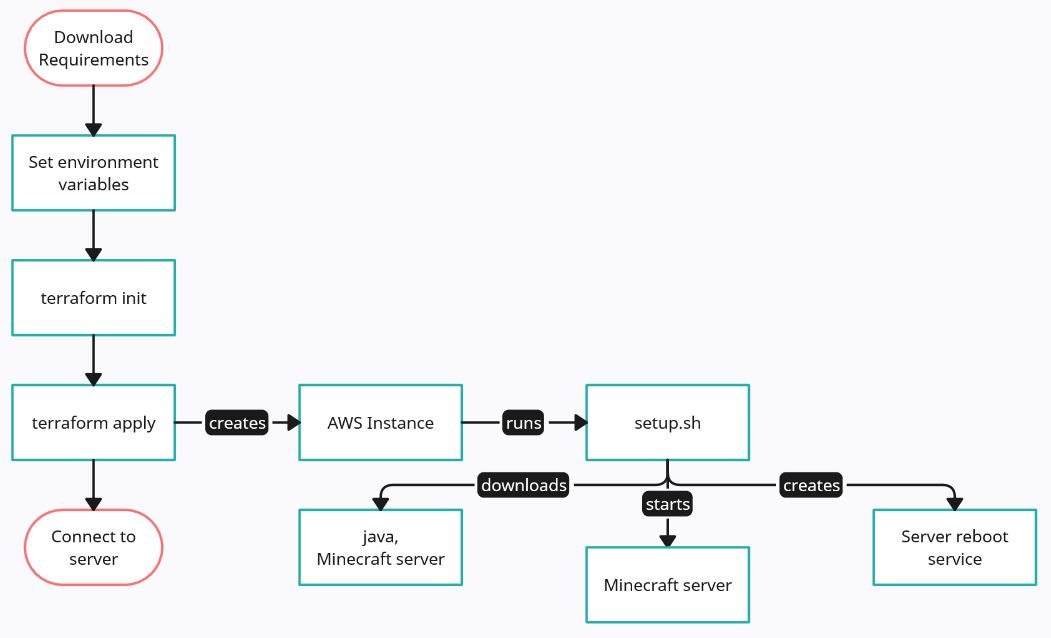 Download
Requirements
Set environment
variables
terraform init
terraform apply
creates
AWS Instance
runs
setup.sh
downloads
starts
creates
Connect to
server
java,
Minecraft server
Minecraft server
Server reboot
service